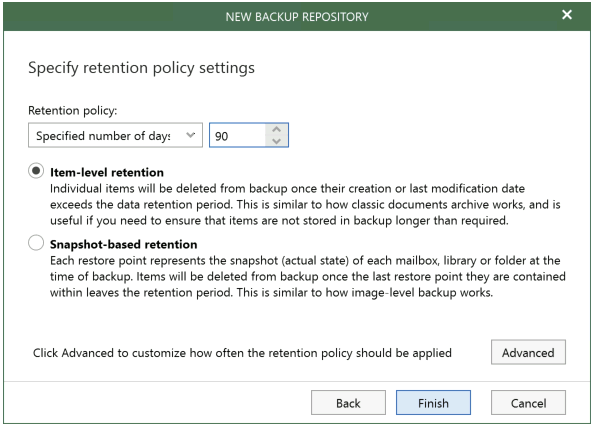 NEW BACKUP REPOSITORY
Specify retention policy settings
Retention policy:
Specified number of days 90
Item-level retention
Individual items will be deleted from backup once their creation or last modification date
exceeds the data retention period. This is similar to how classic documents archive works, and is
useful if you need to ensure that items are not stored in backup longer than required.
Snapshot-based retention
Each restore point represents the snapshot (actual state) of each mailbox, library or folder at the
time of backup. Items will be deleted from backup once the last restore point they are contained
within leaves the retention period. This is similar to how image-level backup works.
Click Advanced to customize how often the retention policy should be applied Advanced
Back Finish Cancel